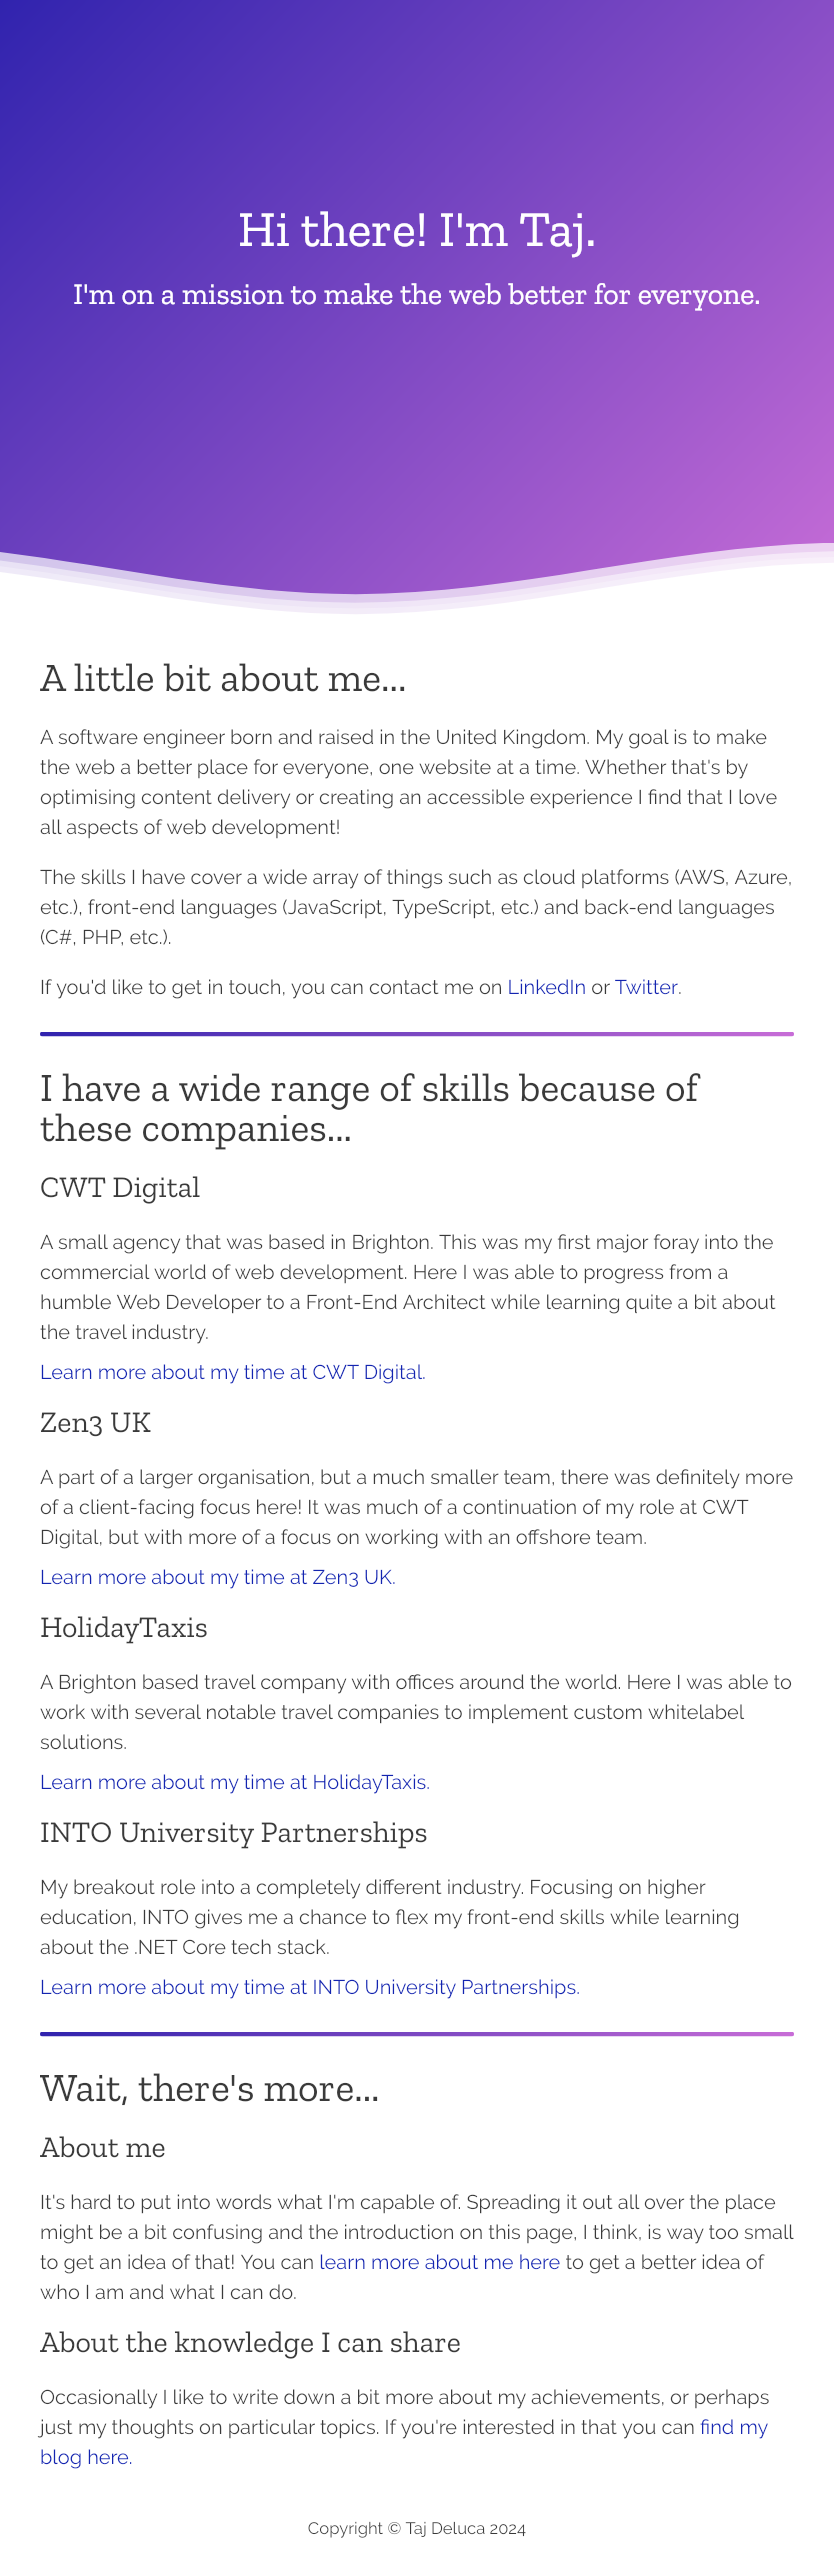 Hi there! I'm Taj.
I'm on a mission to make the web better for everyone.
A little bit about me...
A software engineer born and raised in the United Kingdom. My goal is to make
the web a better place for everyone, one website at a time. Whether that's by
optimising content delivery or creating an accessible experience I find that I love
all aspects of web development!
The skills I have cover a wide array of things such as cloud platforms (AWS, Azure,
etc.), front-end languages (JavaScript, TypeScript, etc.) and back-end languages
(C#, PHP, etc.).
If you'd like to get in touch, you can contact me on LinkedIn or Twitter.
I have a wide range of skills because of
these companies...
CWT Digital
A small agency that was based in Brighton. This was my first major foray into the
commercial world of web development. Here I was able to progress from a
humble Web Developer to a Front-End Architect while learning quite a bit about
the travel industry.
Learn more about my time at CWT Digital.
Zen3 UK
A part of a larger organisation, but a much smaller team, there was definitely more
of a client-facing focus here! It was much of a continuation of my role at CWT
Digital, but with more of a focus on working with an offshore team.
Learn more about my time at Zen3 UK.
HolidayTaxis
A Brighton based travel company with offices around the world. Here I was able to
work with several notable travel companies to implement custom whitelabel
solutions.
Learn more about my time at HolidayTaxis.
INTO University Partnerships
My breakout role into a completely different industry. Focusing on higher
education, INTO gives me a chance to flex my front-end skills while learning
about the .NET Core tech stack.
Learn more about my time at INTO University Partnerships.
Wait, there's more...
About me
It's hard to put into words what I'm capable of. Spreading it out all over the place
might be a bit confusing and the introduction on this page, I think, is way too small
to get an idea of that! You can learn more about me here to get a better idea of
who I am and what I can do.
About the knowledge I can share
Occasionally I like to write down a bit more about my achievements, or perhaps
just my thoughts on particular topics. If you're interested in that you can find my
blog here.
Copyright © Taj Deluca 2024